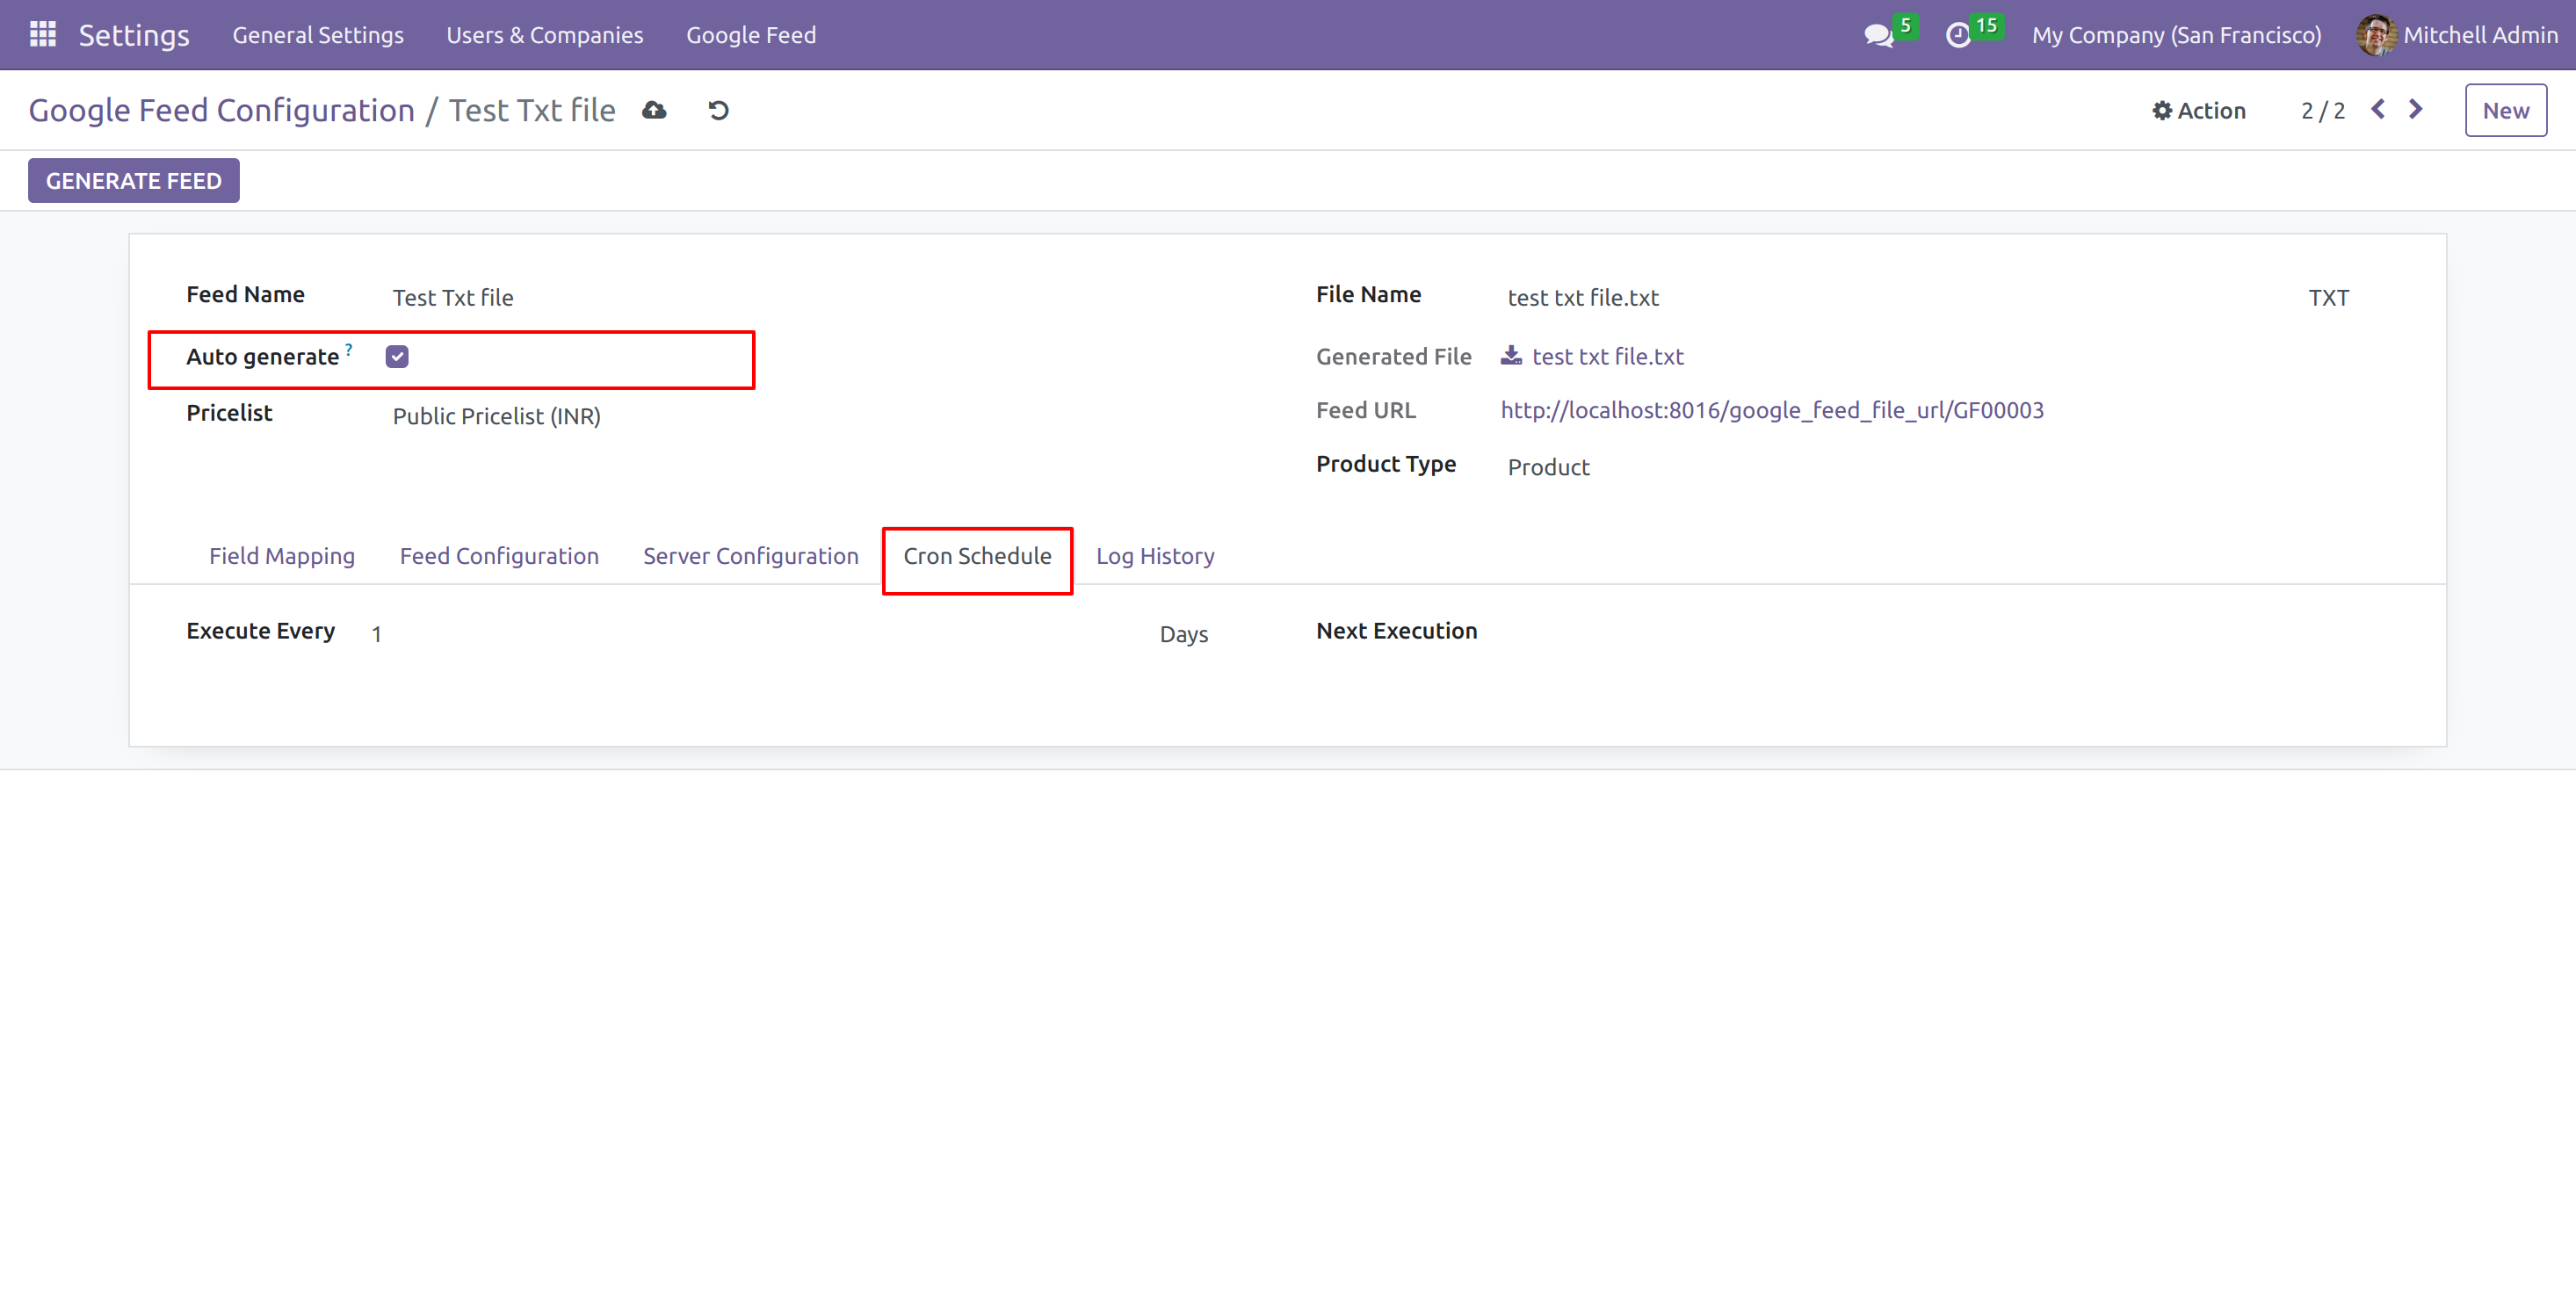 Settings General Settings Users & Companies Google Feed 5 15 My Company (San Francisco) Mitchell Admin
Google Feed Configuration / Test Txt file Action 2 / 2 New
GENERATE FEED
Feed Name Test Txt file File Name test txt file.txt TXT
Auto generate ? Generated File test txt file.txt
Pricelist Public Pricelist (INR) Feed URL http://localhost:8016/google_feed_file_url/GF00003
Product Type Product
Field Mapping Feed Configuration Server Configuration Cron Schedule Log History
Execute Every 1 Days Next Execution